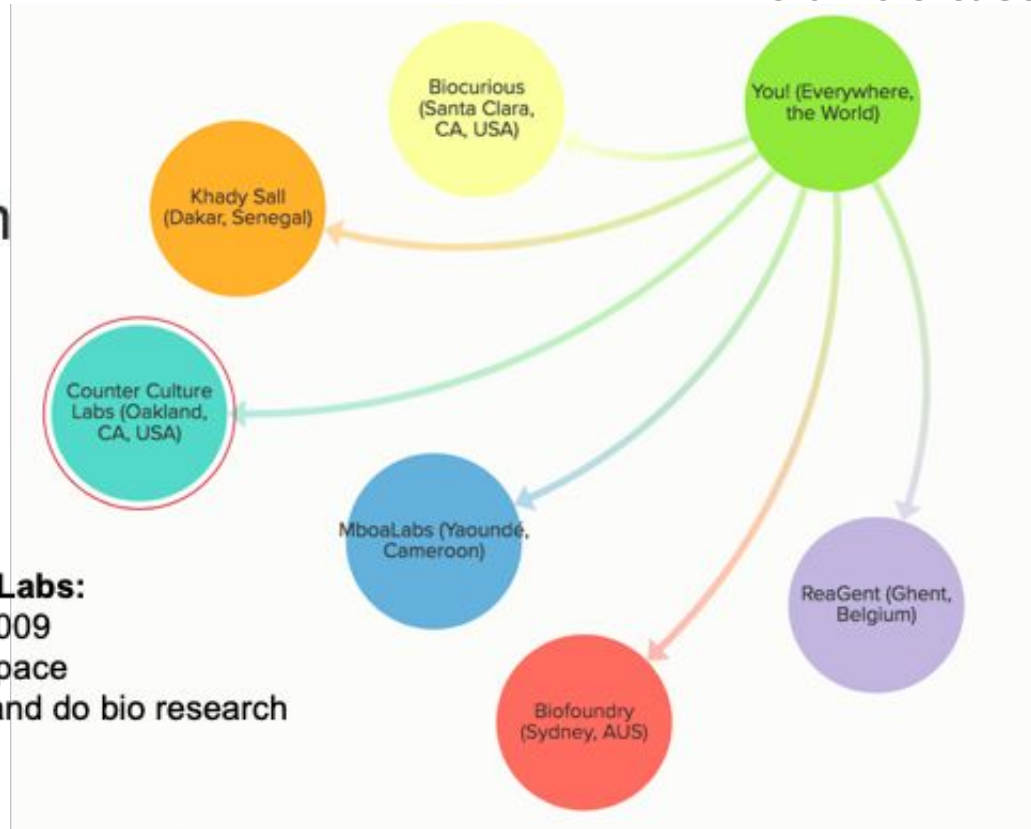 Biocurious
(Santa Clara,
CA, USA)
You! (Everywhere,
the World)
Khady Sall
(Dakar, Senegal)
Counter Culture
Labs (Oakland,
CA, USA)
MboaLabs (Yaoundé,
Cameroon)
Labs:
009
pace
and do bio research
ReaGent (Ghent,
Belgium)
Biofoundry
(Sydney, AUS)